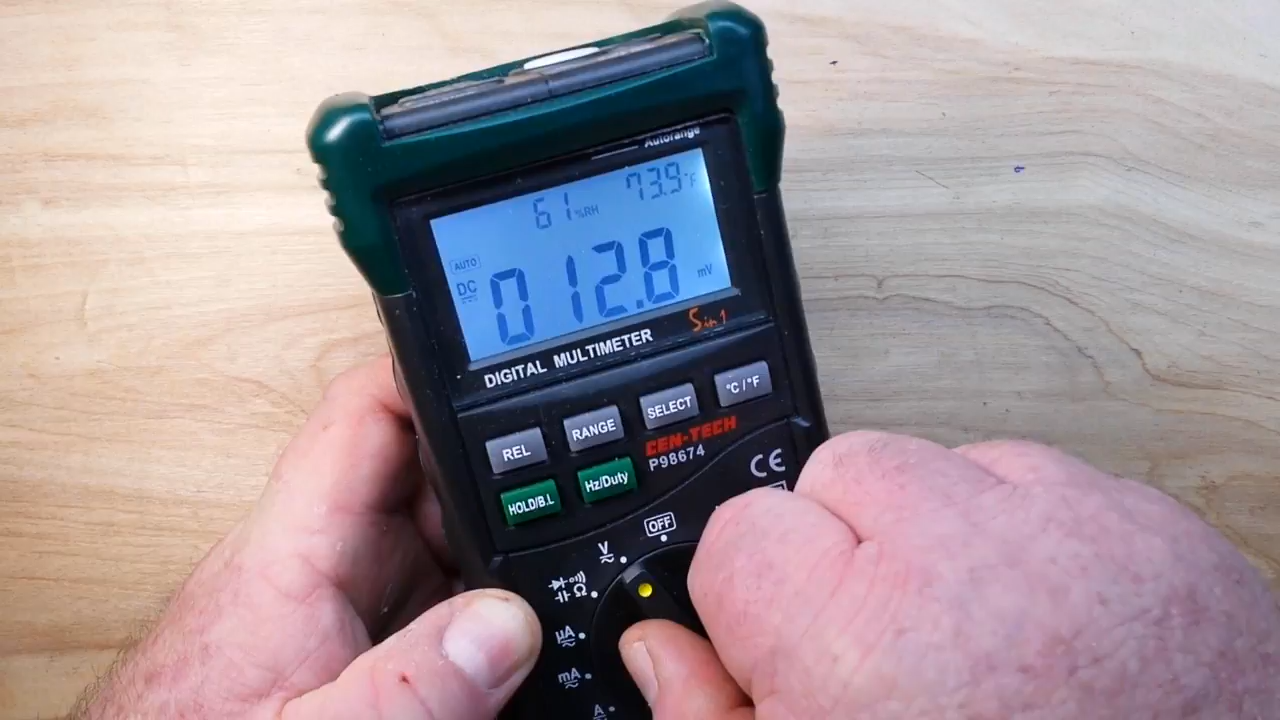 Autorange
61 %RH 73.9 °F
AUTO
DC 012.8 mV
DIGITAL MULTIMETER 5 in 1
REL RANGE SELECT °C / °F
CEN-TECH
P98674
HOLD/B.L Hz/Duty CE
OFF
V
Ω
µA
mA
A